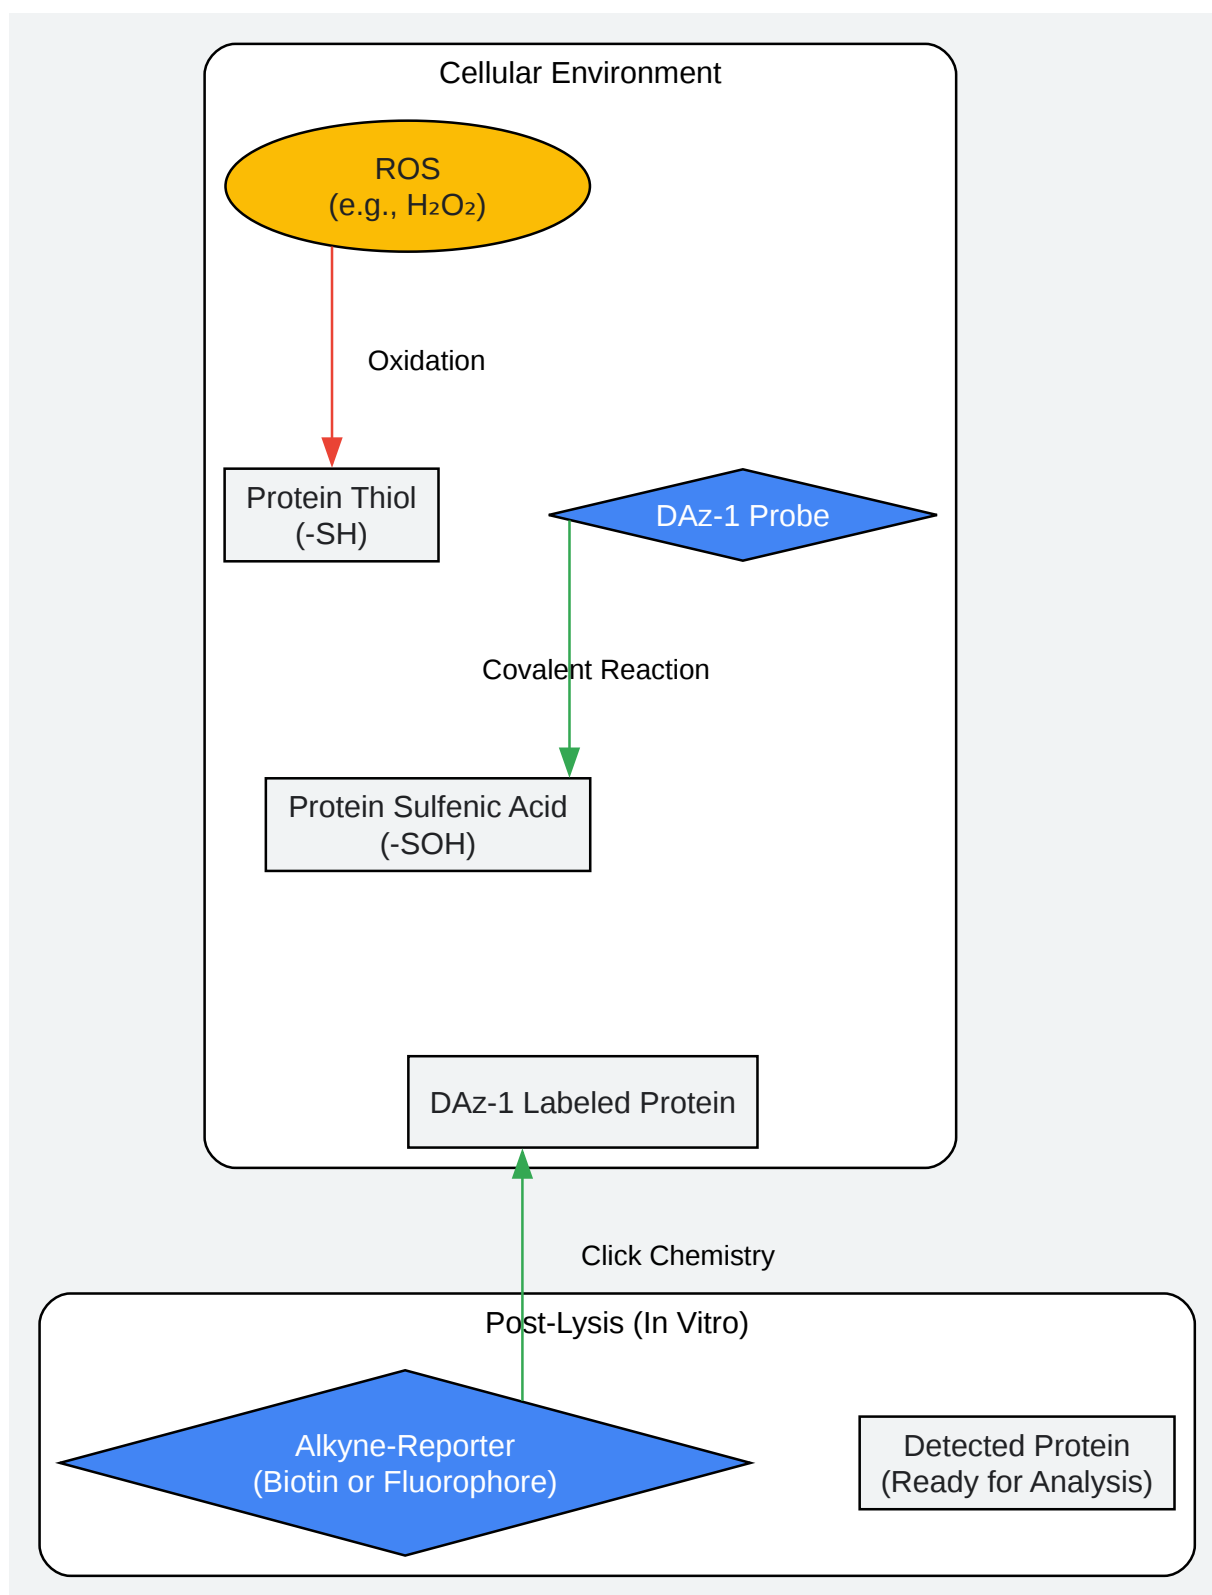 Cellular Environment
ROS
(e.g., H₂O₂)
Oxidation
Protein Thiol
(-SH)
DAz-1 Probe
Covalent Reaction
Protein Sulfenic Acid
(-SOH)
DAz-1 Labeled Protein
Click Chemistry
Post-Lysis (In Vitro)
Alkyne-Reporter
(Biotin or Fluorophore)
Detected Protein
(Ready for Analysis)